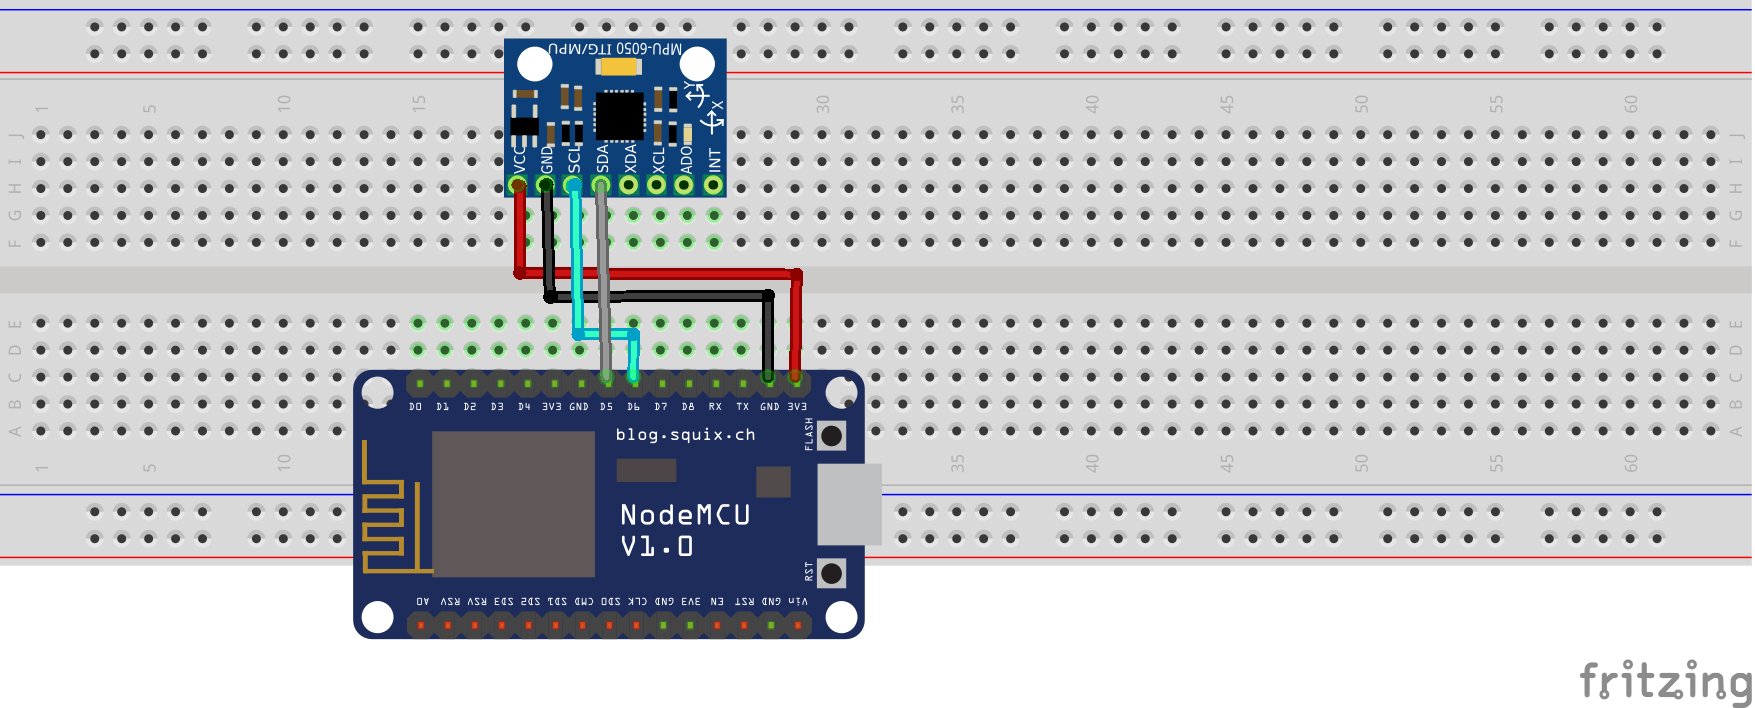 MPU-6050 ITG/MPU
Y
X
1 5 10 15 30 35 40 45 50 55 60
J J
I I
H H
G G
F F
VCC GND SCL SDA XDA XCL ADO INT
E E
D D
C C
B B
A A
D0 D1 D2 D3 D4 3V3 GND D5 D6 D7 D8 RX TX GND 3V3
blog.squix.ch
FLASH
1 5 10 35 40 45 50 55 60
NodeMCU
V1.0
RST
A0 RSV RSV SD3 SD2 SD1 CMD SD0 CLK GND 3V3 EN RST GND Vin
fritzing